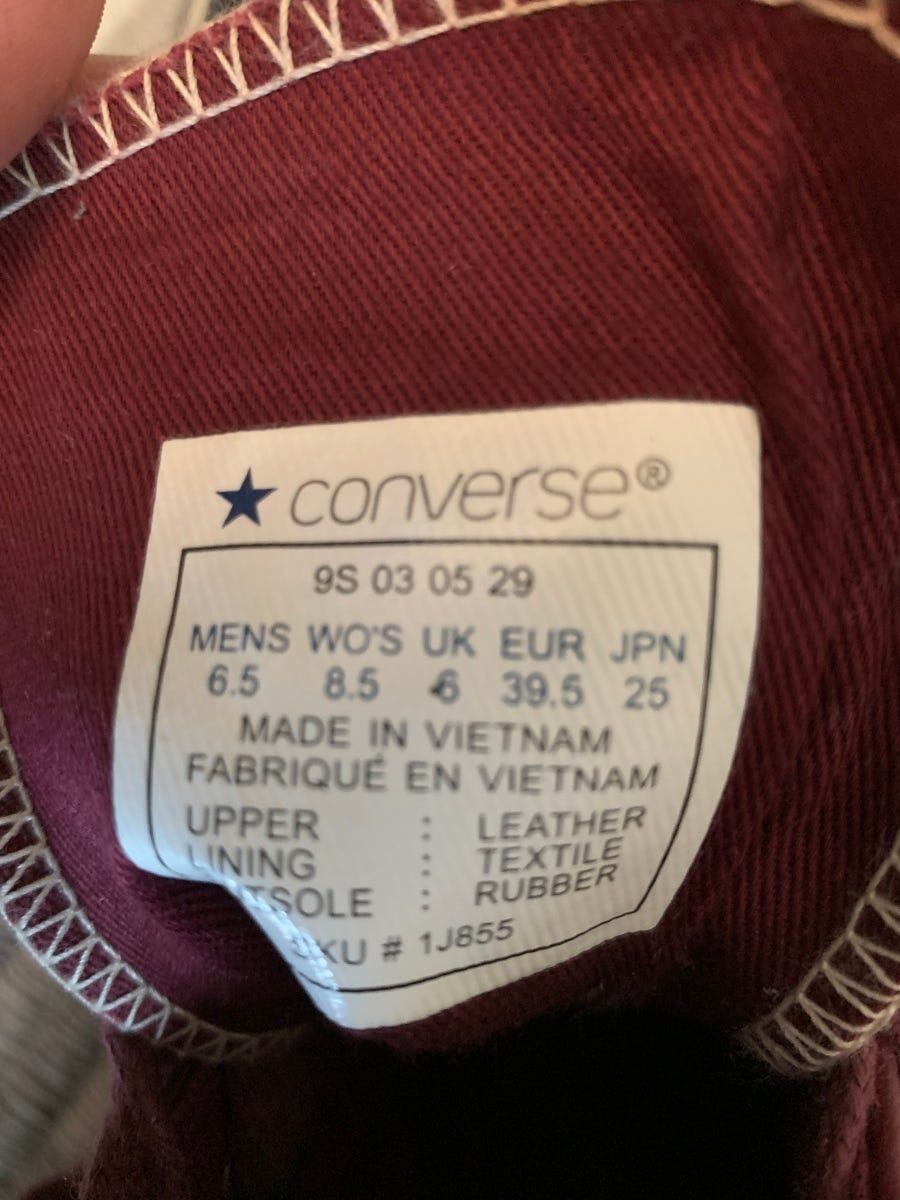 converse®
9S 03 05 29
MENS WO'S UK EUR JPN
6.5 8.5 6 39.5 25
MADE IN VIETNAM
FABRIQUÉ EN VIETNAM
UPPER : LEATHER
LINING : TEXTILE
TSOLE : RUBBER
SKU # 1J855